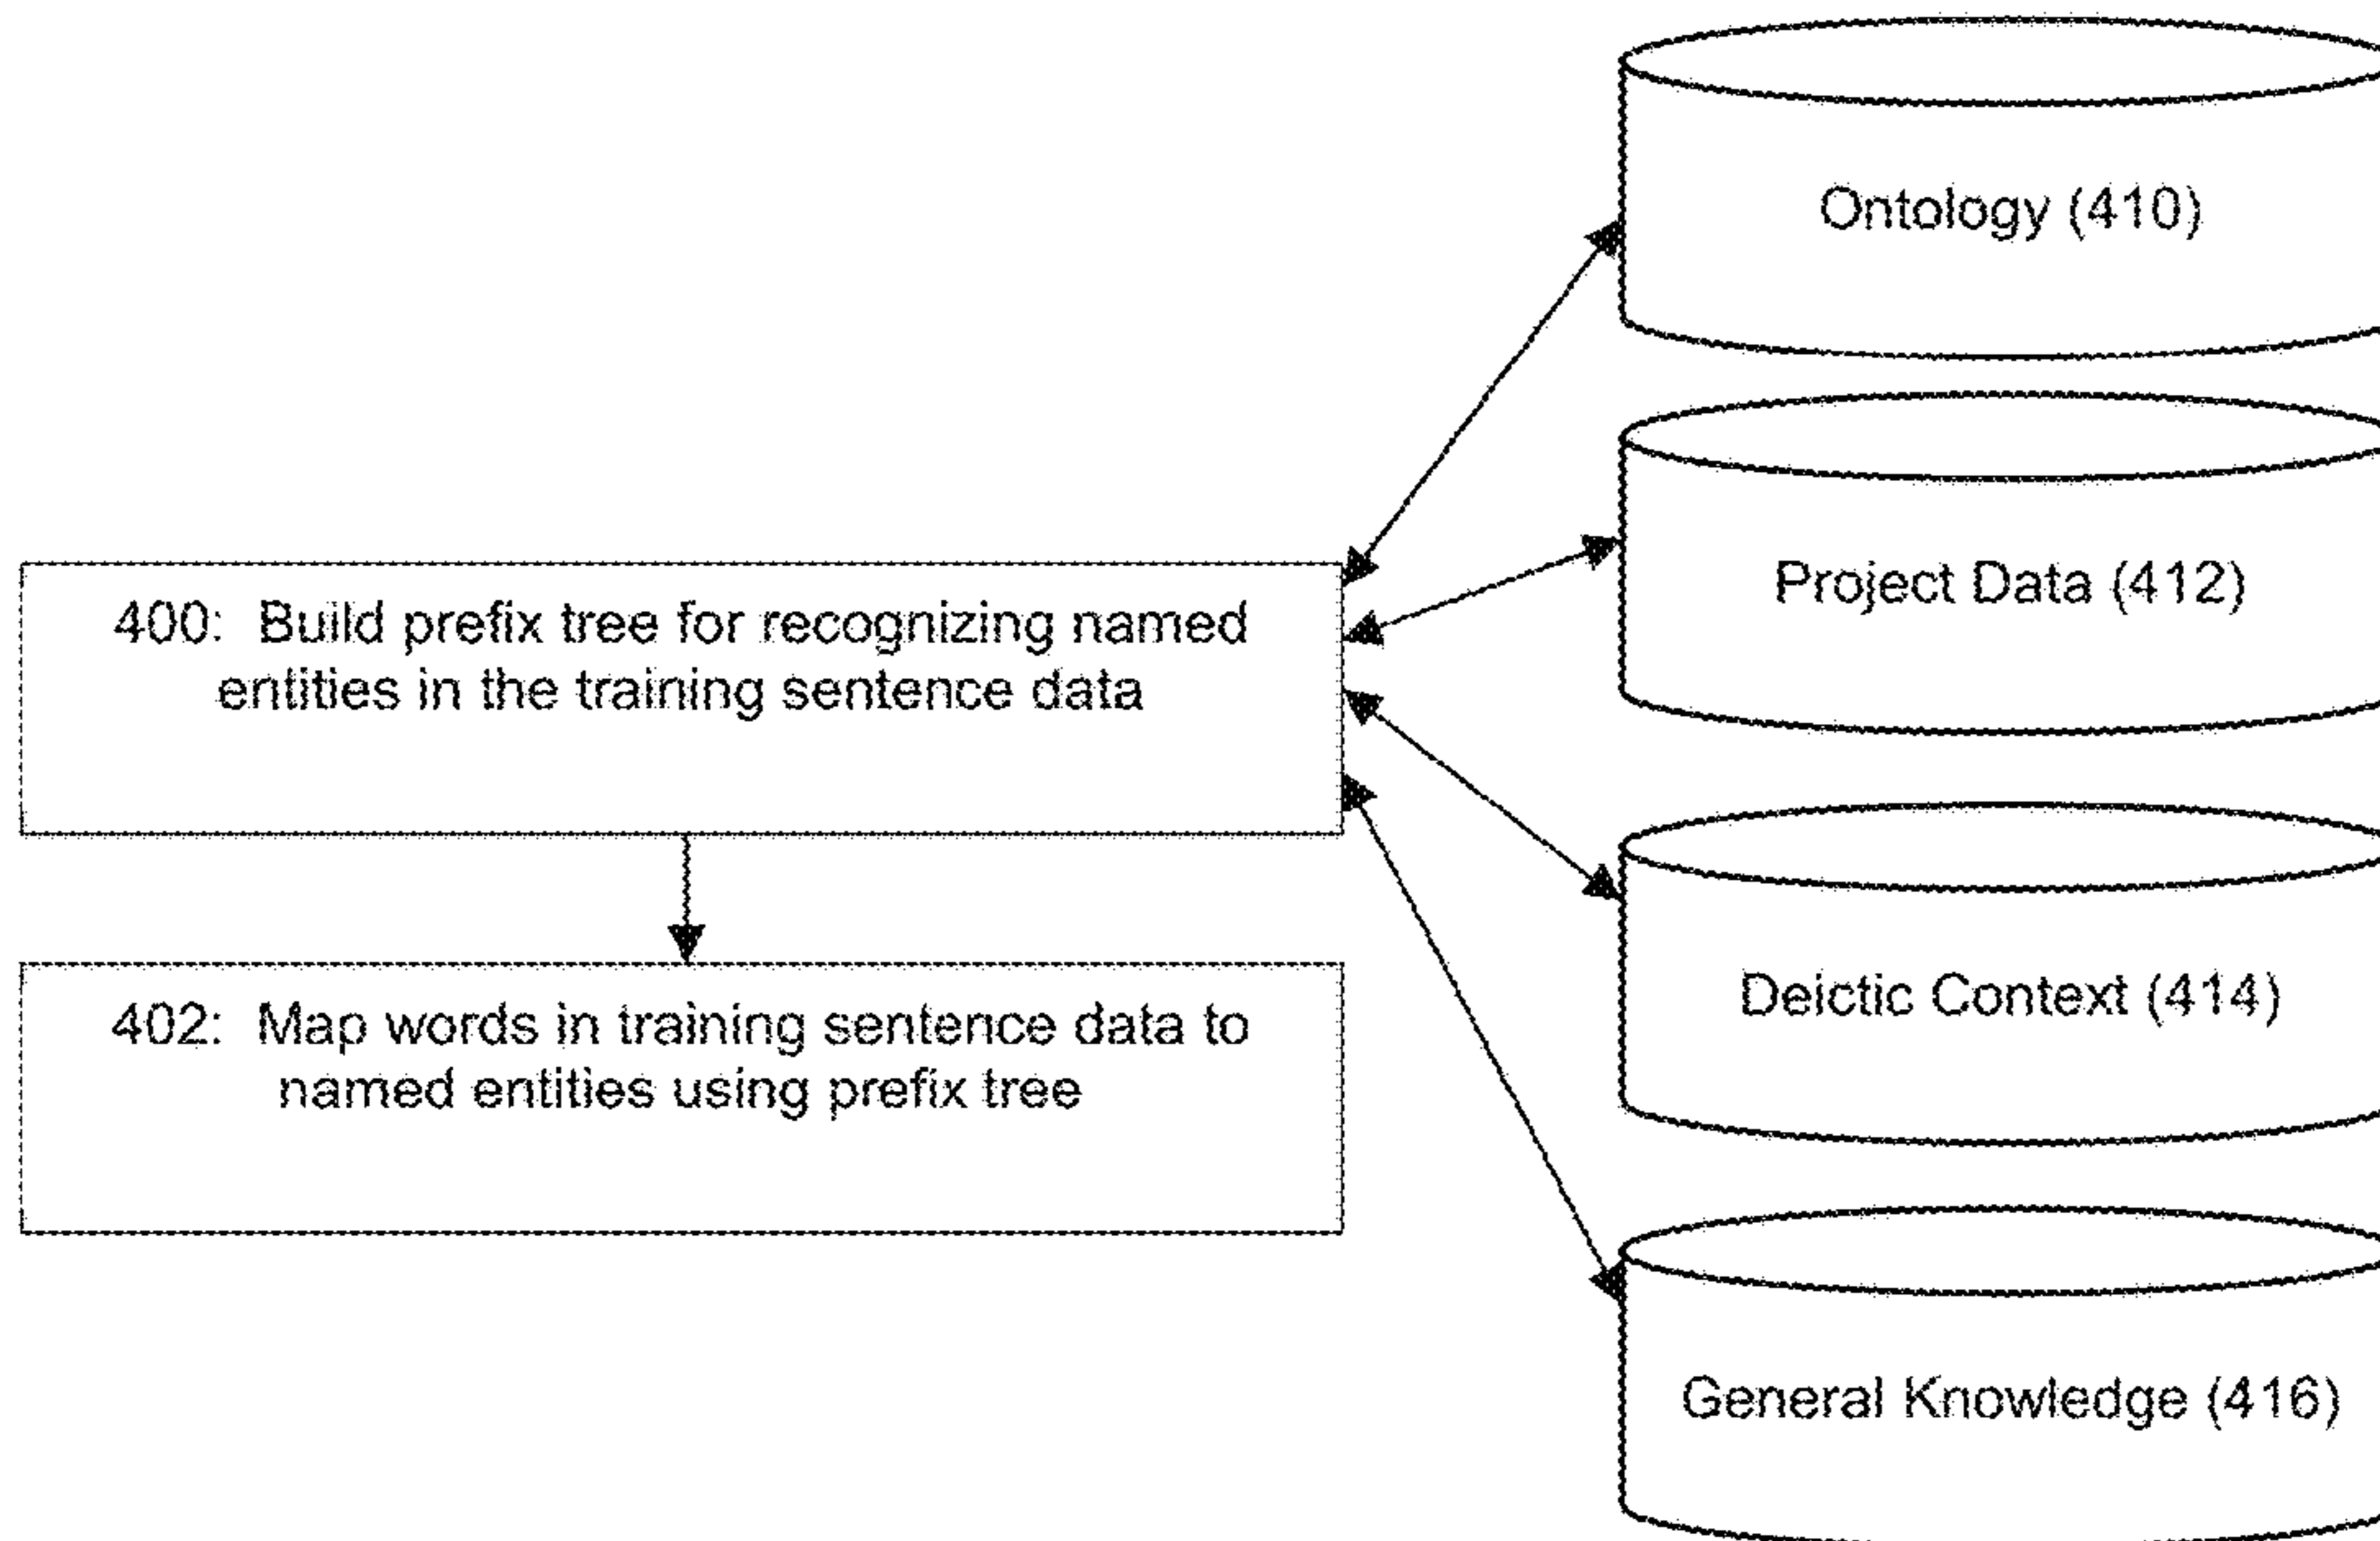 Ontology (410)
Project Data (412)
400: Build prefix tree for recognizing named
entities in the training sentence data
Deictic Context (414)
402: Map words in training sentence data to
named entities using prefix tree
General Knowledge (416)